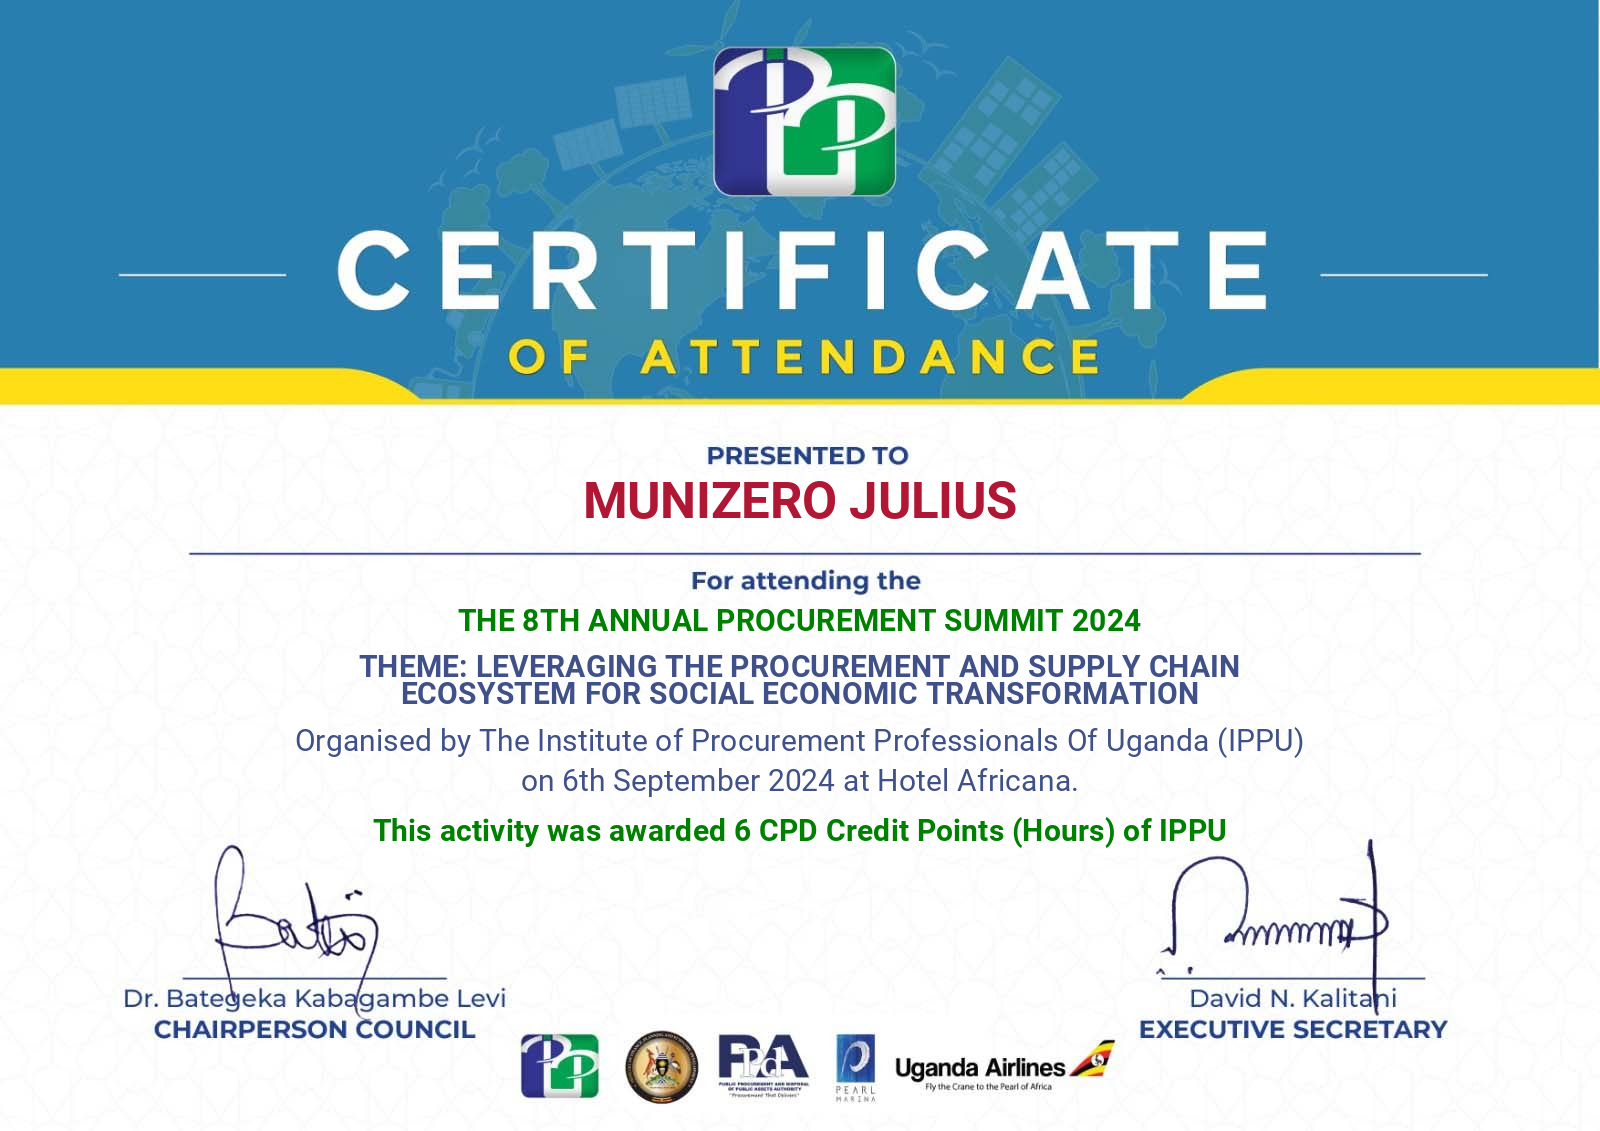 CERTIFICATE
OF ATTENDANCE
PRESENTED TO
MUNIZERO JULIUS
For attending the
THE 8TH ANNUAL PROCUREMENT SUMMIT 2024
THEME: LEVERAGING THE PROCUREMENT AND SUPPLY CHAIN
ECOSYSTEM FOR SOCIAL ECONOMIC TRANSFORMATION
Organised by The Institute of Procurement Professionals Of Uganda (IPPU)
on 6th September 2024 at Hotel Africana.
This activity was awarded 6 CPD Credit Points (Hours) of IPPU
Dr. Bategeka Kabagambe Levi
CHAIRPERSON COUNCIL
David N. Kalitani
EXECUTIVE SECRETARY
PUBLIC PROCUREMENT AND DISPOSAL
OF PUBLIC ASSETS AUTHORITY
"Procurement That Delivers"
PEARL
MARINA
Uganda Airlines
Fly the Crane to the Pearl of Africa